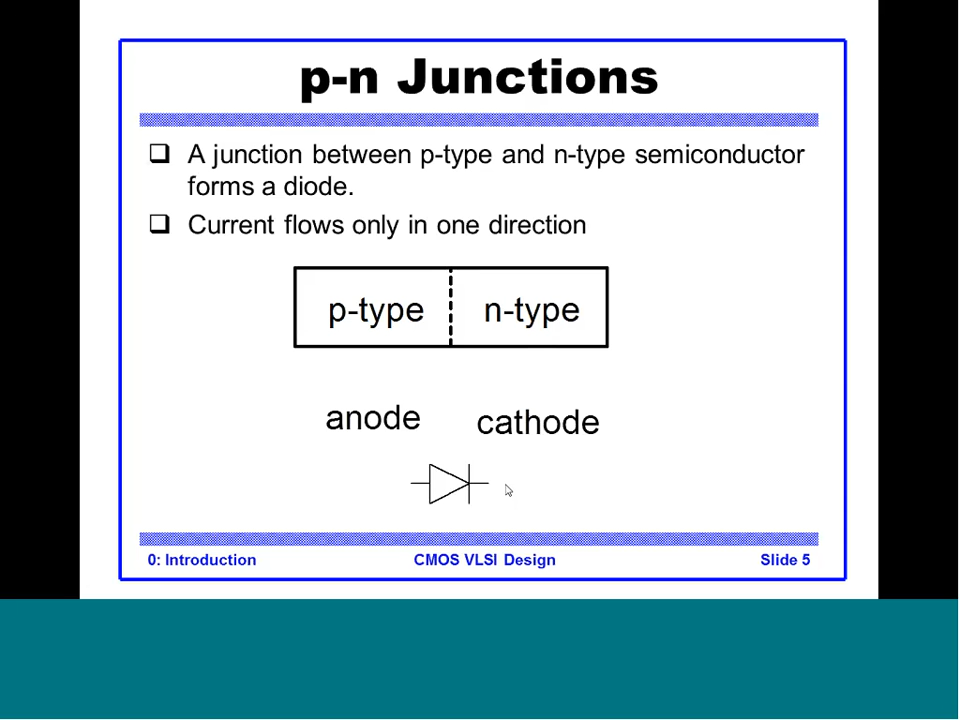 p-n Junctions
A junction between p-type and n-type semiconductor
forms a diode.
Current flows only in one direction
p-type n-type
anode cathode
0: Introduction CMOS VLSI Design Slide 5